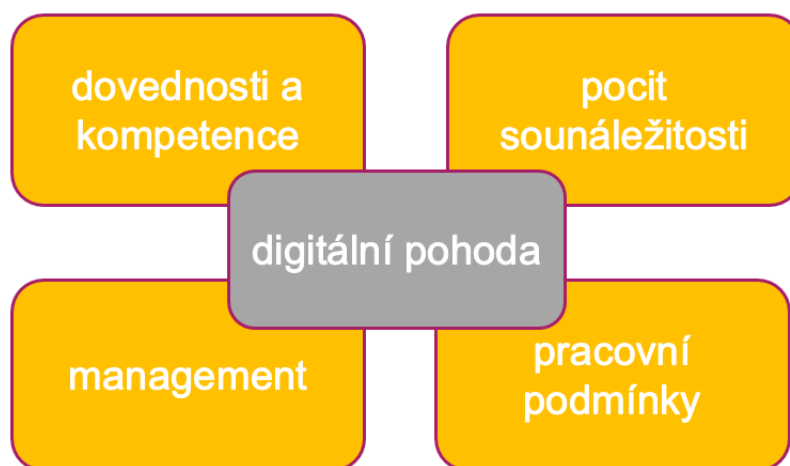 dovednosti a
kompetence
pocit
sounáležitosti
digitální pohoda
management
pracovní
podmínky